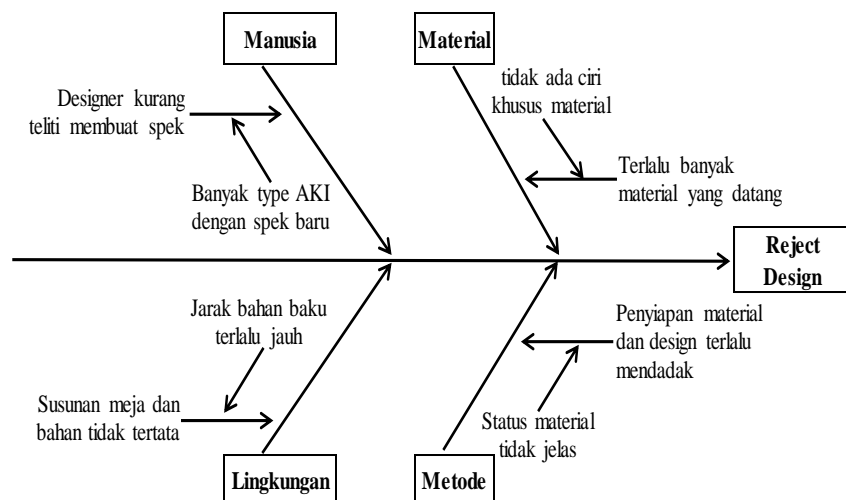 Manusia
Material
Designer kurang
teliti membuat spek
tidak ada ciri
khusus material
Banyak type AKI
dengan spek baru
Terlalu banyak
material yang datang
Reject
Design
Jarak bahan baku
terlalu jauh
Penyiapan material
dan design terlalu
mendadak
Susunan meja dan
bahan tidak tertata
Status material
tidak jelas
Lingkungan
Metode